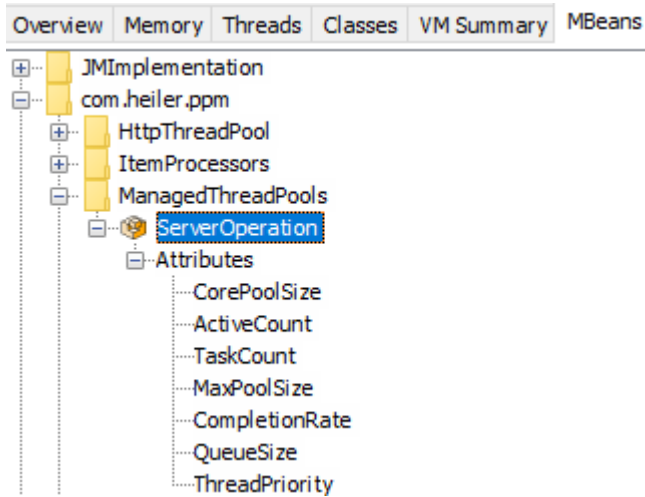 Overview Memory Threads Classes VM Summary MBeans
JMImplementation
com.heiler.ppm
HttpThreadPool
ItemProcessors
ManagedThreadPools
ServerOperation
Attributes
CorePoolSize
ActiveCount
TaskCount
MaxPoolSize
CompletionRate
QueueSize
ThreadPriority